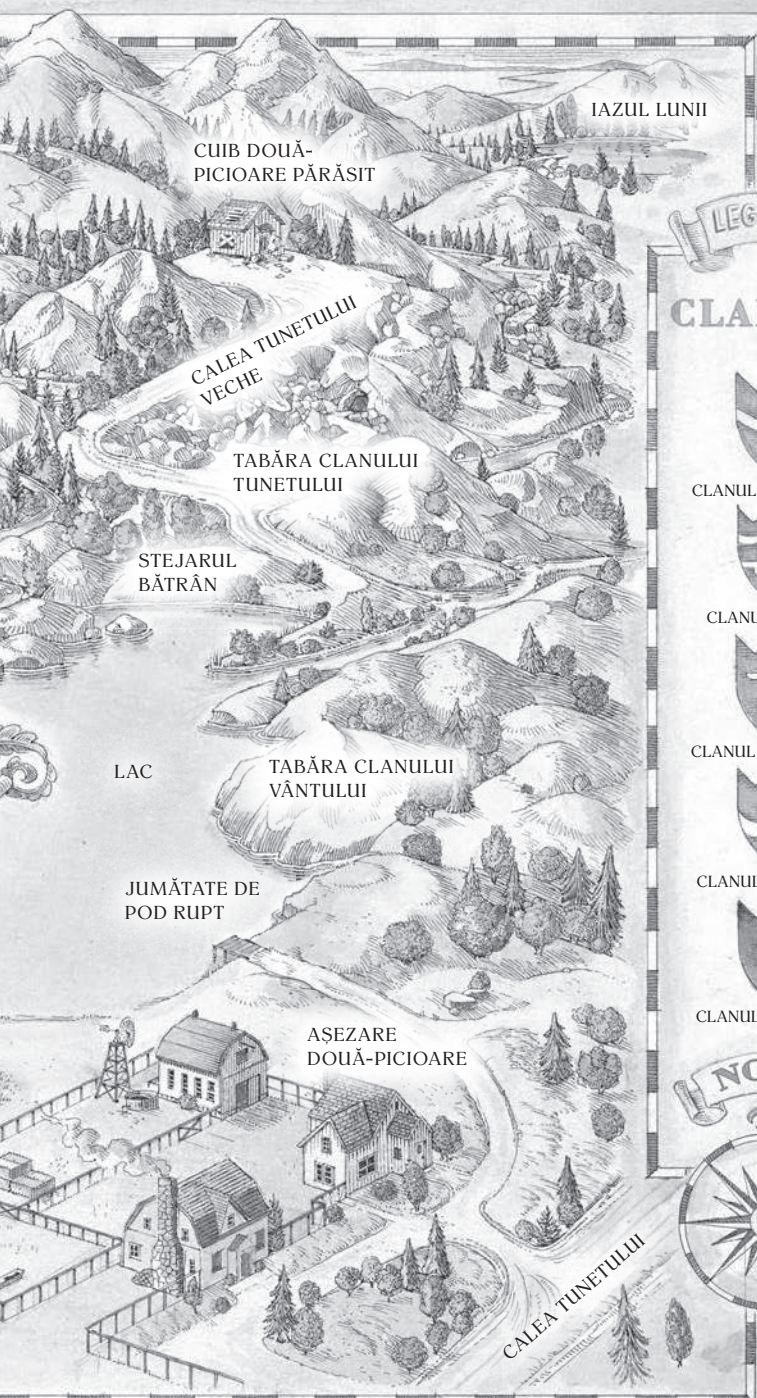 IAZUL LUNII
CUIB DOUĂ-
PICIOARE PĂRĂSIT
CALEA TUNETULUI
VECHE
TABĂRA CLANULUI
TUNETULUI
STEJARUL
BĂTRÂN
LAC
TABĂRA CLANULUI
VÂNTULUI
JUMĂTATE DE
POD RUPT
AȘEZARE
DOUĂ-PICIOARE
CALEA TUNETULUI
CLANUL
CLANUL
CLANUL
CLANUL